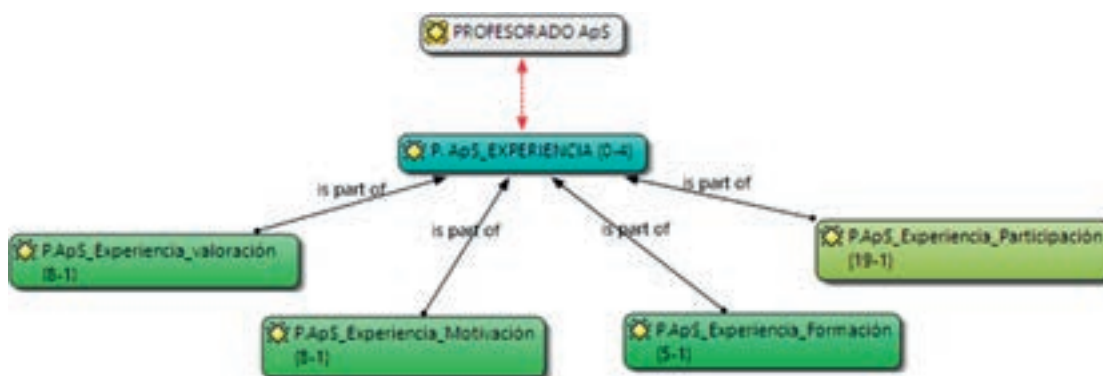 PROFESORADO ApS
P. ApS_EXPERIENCIA (0-4)
is part of
is part of
is part of
is part of
P.ApS_Experiencia_valoración
(8-1)
P.ApS_Experiencia_Participación
(19-1)
P.ApS_Experiencia_Motivación
(8-1)
P.ApS_Experiencia_Formación
(5-1)